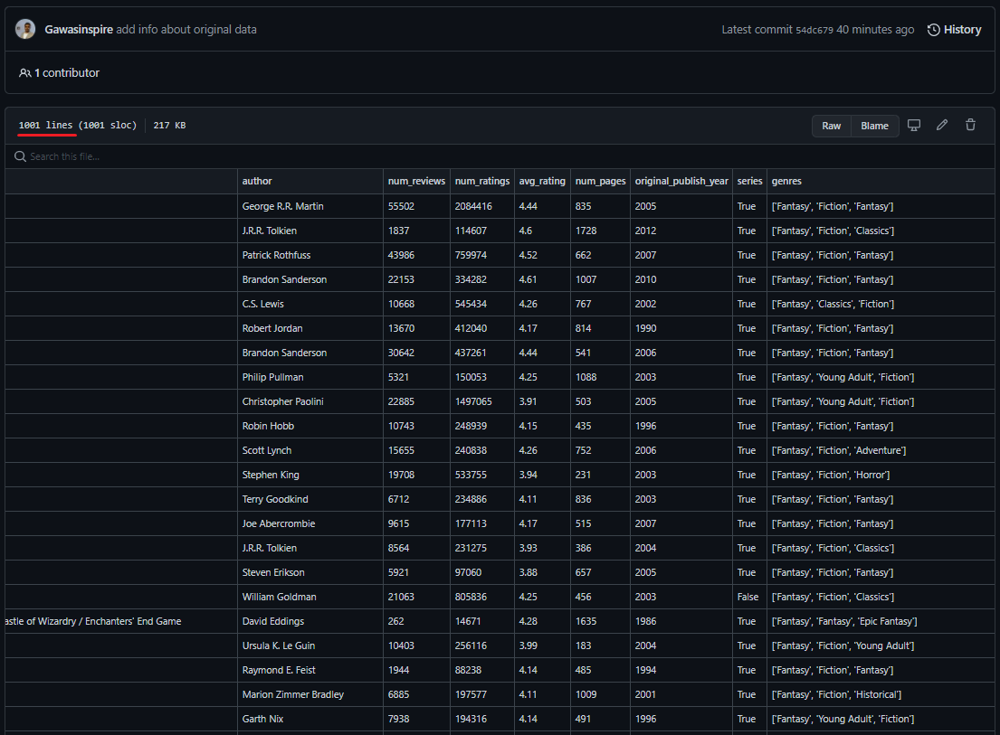 Gawasinspire add info about original data Latest commit 54dc679 40 minutes ago History
1 contributor
1001 lines (1001 sloc) 217 KB Raw Blame
Search this file...
author num_reviews num_ratings avg_rating num_pages original_publish_year series genres
George R.R. Martin 55502 2084416 4.44 835 2005 True ['Fantasy', 'Fiction', 'Fantasy']
J.R.R. Tolkien 1837 114607 4.6 1728 2012 True ['Fantasy', 'Fiction', 'Classics']
Patrick Rothfuss 43986 759974 4.52 662 2007 True ['Fantasy', 'Fiction', 'Fantasy']
Brandon Sanderson 22153 334282 4.61 1007 2010 True ['Fantasy', 'Fiction', 'Fantasy']
C.S. Lewis 10668 545434 4.26 767 2002 True ['Fantasy', 'Classics', 'Fiction']
Robert Jordan 13670 412040 4.17 814 1990 True ['Fantasy', 'Fiction', 'Fantasy']
Brandon Sanderson 30642 437261 4.44 541 2006 True ['Fantasy', 'Fiction', 'Fantasy']
Philip Pullman 5321 150053 4.25 1088 2003 True ['Fantasy', 'Young Adult', 'Fiction']
Christopher Paolini 22885 1497065 3.91 503 2005 True ['Fantasy', 'Young Adult', 'Fiction']
Robin Hobb 10743 248939 4.15 435 1996 True ['Fantasy', 'Fiction', 'Fantasy']
Scott Lynch 15655 240838 4.26 752 2006 True ['Fantasy', 'Fiction', 'Adventure']
Stephen King 19708 533755 3.94 231 2003 True ['Fantasy', 'Fiction', 'Horror']
Terry Goodkind 6712 234886 4.11 836 2003 True ['Fantasy', 'Fiction', 'Fantasy']
Joe Abercrombie 9615 177113 4.17 515 2007 True ['Fantasy', 'Fiction', 'Fantasy']
J.R.R. Tolkien 8564 231275 3.93 386 2004 True ['Fantasy', 'Fiction', 'Classics']
Steven Erikson 5921 97060 3.88 657 2005 True ['Fantasy', 'Fiction', 'Fantasy']
William Goldman 21063 805836 4.25 456 2003 False ['Fantasy', 'Fiction', 'Classics']
astle of Wizardry / Enchanters' End Game David Eddings 262 14671 4.28 1635 1986 True ['Fantasy', 'Fantasy', 'Epic Fantasy']
Ursula K. Le Guin 10403 256116 3.99 183 2004 True ['Fantasy', 'Fiction', 'Young Adult']
Raymond E. Feist 1944 88238 4.14 485 1994 True ['Fantasy', 'Fiction', 'Fantasy']
Marion Zimmer Bradley 6885 197577 4.11 1009 2001 True ['Fantasy', 'Fiction', 'Historical']
Garth Nix 7938 194316 4.14 491 1996 True ['Fantasy', 'Young Adult', 'Fiction']